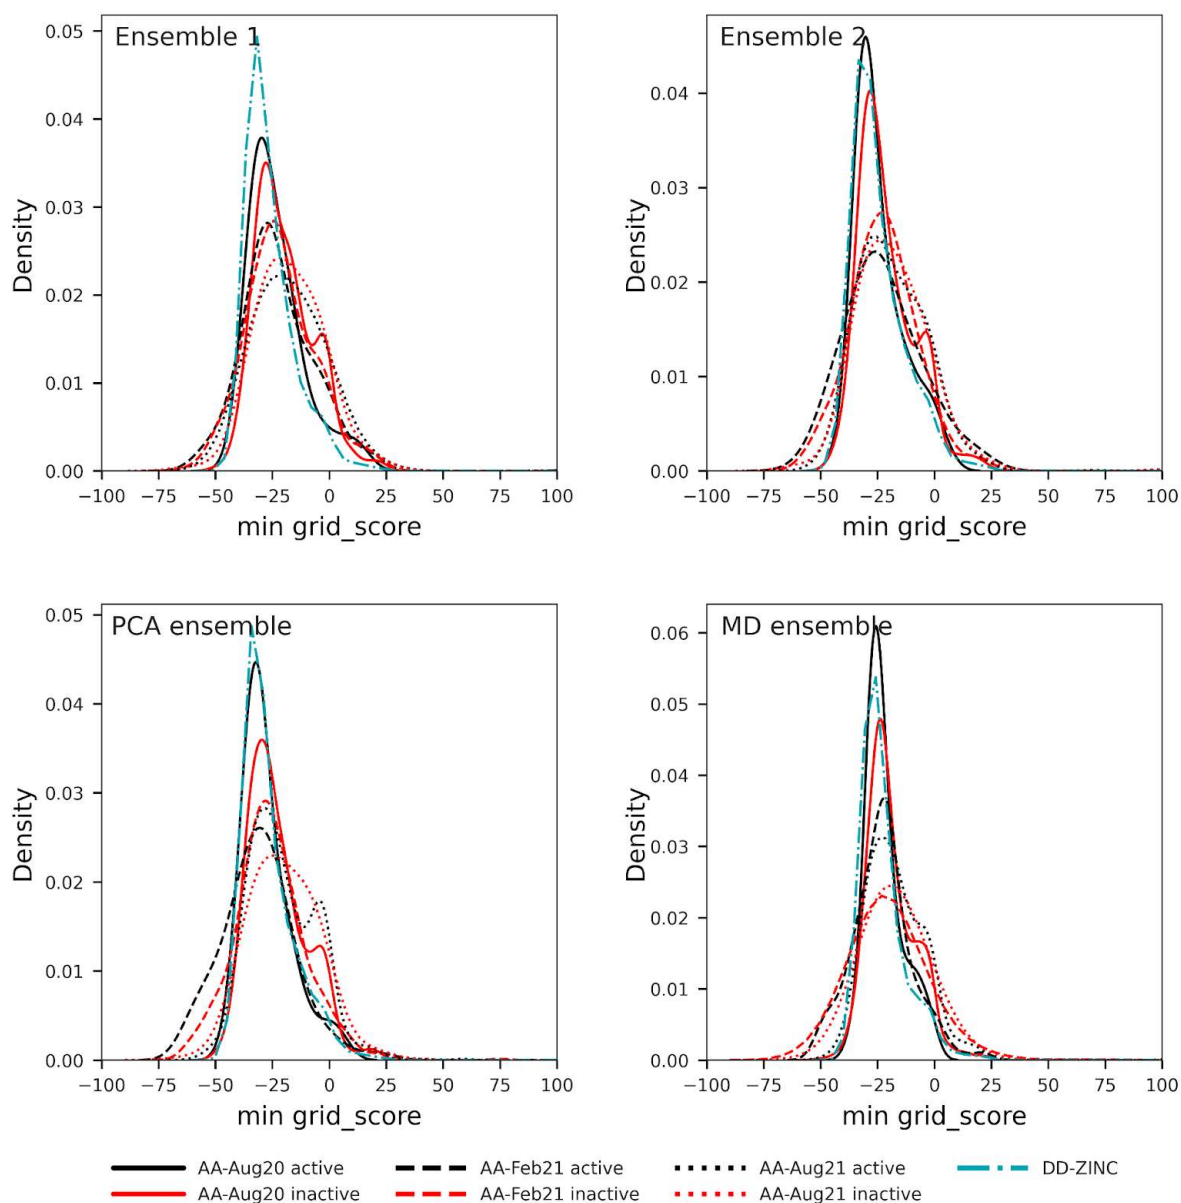 Ensemble 1
Density
0.05
0.04
0.03
0.02
0.01
0.00
−100 −75 −50 −25 0 25 50 75 100
min grid_score
Ensemble 2
Density
0.04
0.03
0.02
0.01
0.00
−100 −75 −50 −25 0 25 50 75 100
min grid_score
PCA ensemble
Density
0.05
0.04
0.03
0.02
0.01
0.00
−100 −75 −50 −25 0 25 50 75 100
min grid_score
MD ensemble
Density
0.06
0.05
0.04
0.03
0.02
0.01
0.00
−100 −75 −50 −25 0 25 50 75 100
min grid_score
AA-Aug20 active AA-Feb21 active AA-Aug21 active DD-ZINC
AA-Aug20 inactive AA-Feb21 inactive AA-Aug21 inactive